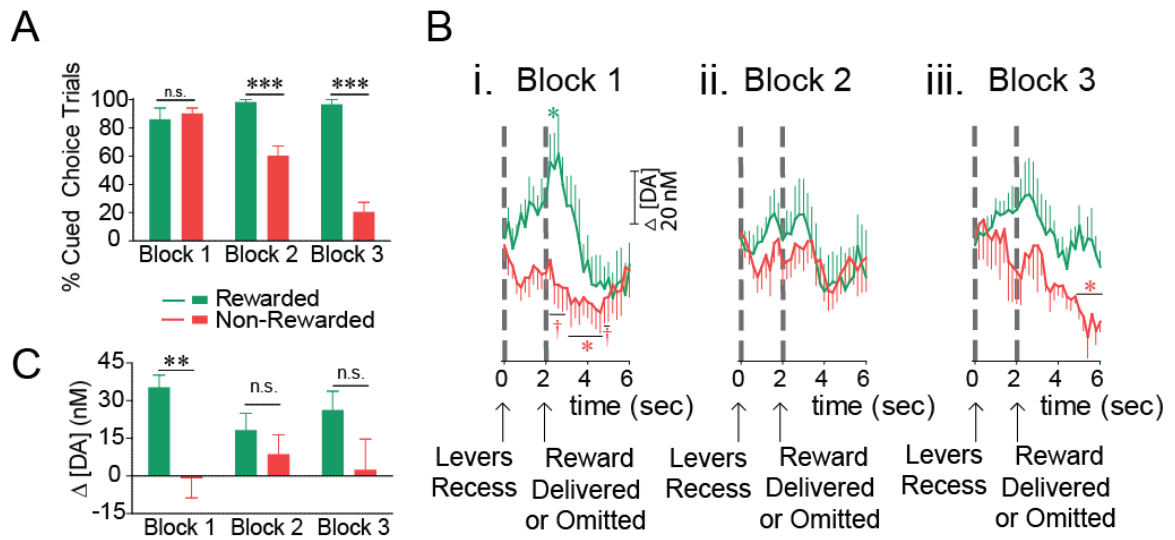 A
% Cued Choice Trials
100
80
60
40
20
0
n.s.
***
***
Block 1
Block 2
Block 3
Rewarded
Non-Rewarded
C
Δ [DA] (nM)
45
30
15
0
-15
**
n.s.
n.s.
Block 1
Block 2
Block 3
B
i. Block 1
*
Δ [DA]
20 nM
†
*
†
0 2 4 6
time (sec)
Levers
Recess
Reward
Delivered
or Omitted
ii. Block 2
0 2 4 6
time (sec)
Levers
Recess
Reward
Delivered
or Omitted
iii. Block 3
*
0 2 4 6
time (sec)
Levers
Recess
Reward
Delivered
or Omitted